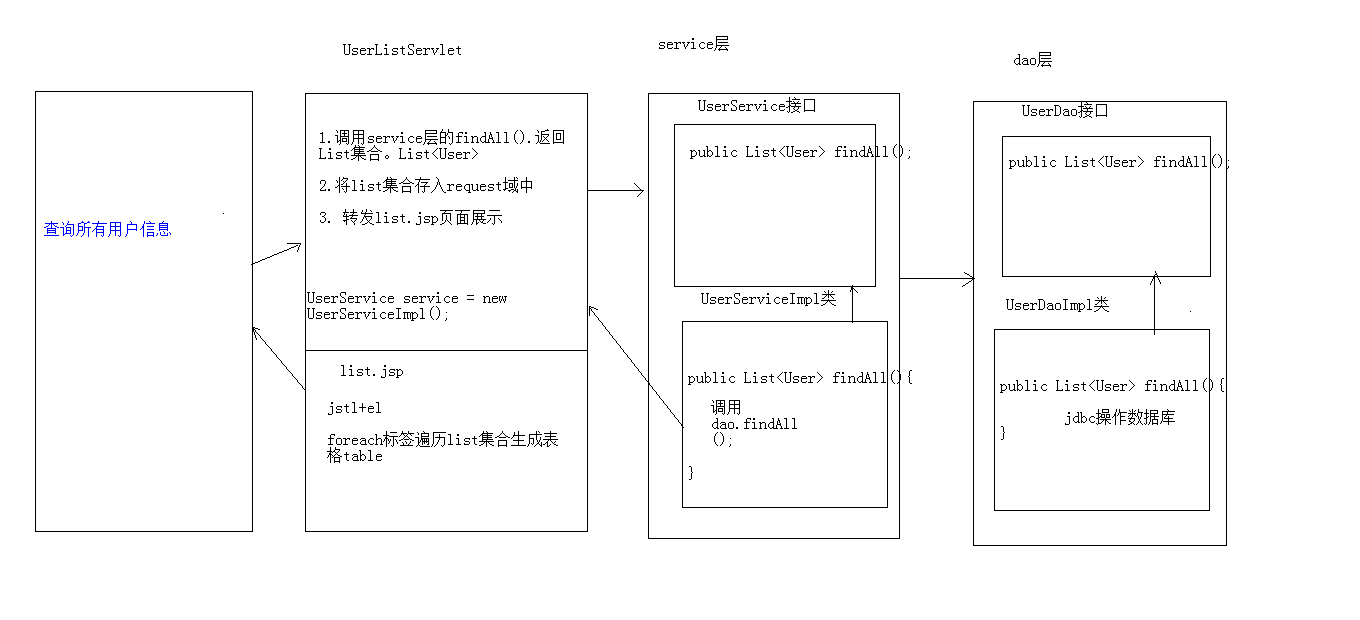 UserListServlet
service层
dao层
查询所有用户信息
1.调用service层的findAll().返回
List集合。List<User>
2.将list集合存入request域中
3. 转发list.jsp页面展示
UserService service = new
UserServiceImpl();
list.jsp
jstl+el
foreach标签遍历list集合生成表
格table
UserService接口
public List<User> findAll();
UserServiceImpl类
public List<User> findAll(){
调用
dao.findAll
();
}
UserDao接口
public List<User> findAll();
UserDaoImpl类
public List<User> findAll(){
jdbc操作数据库
}